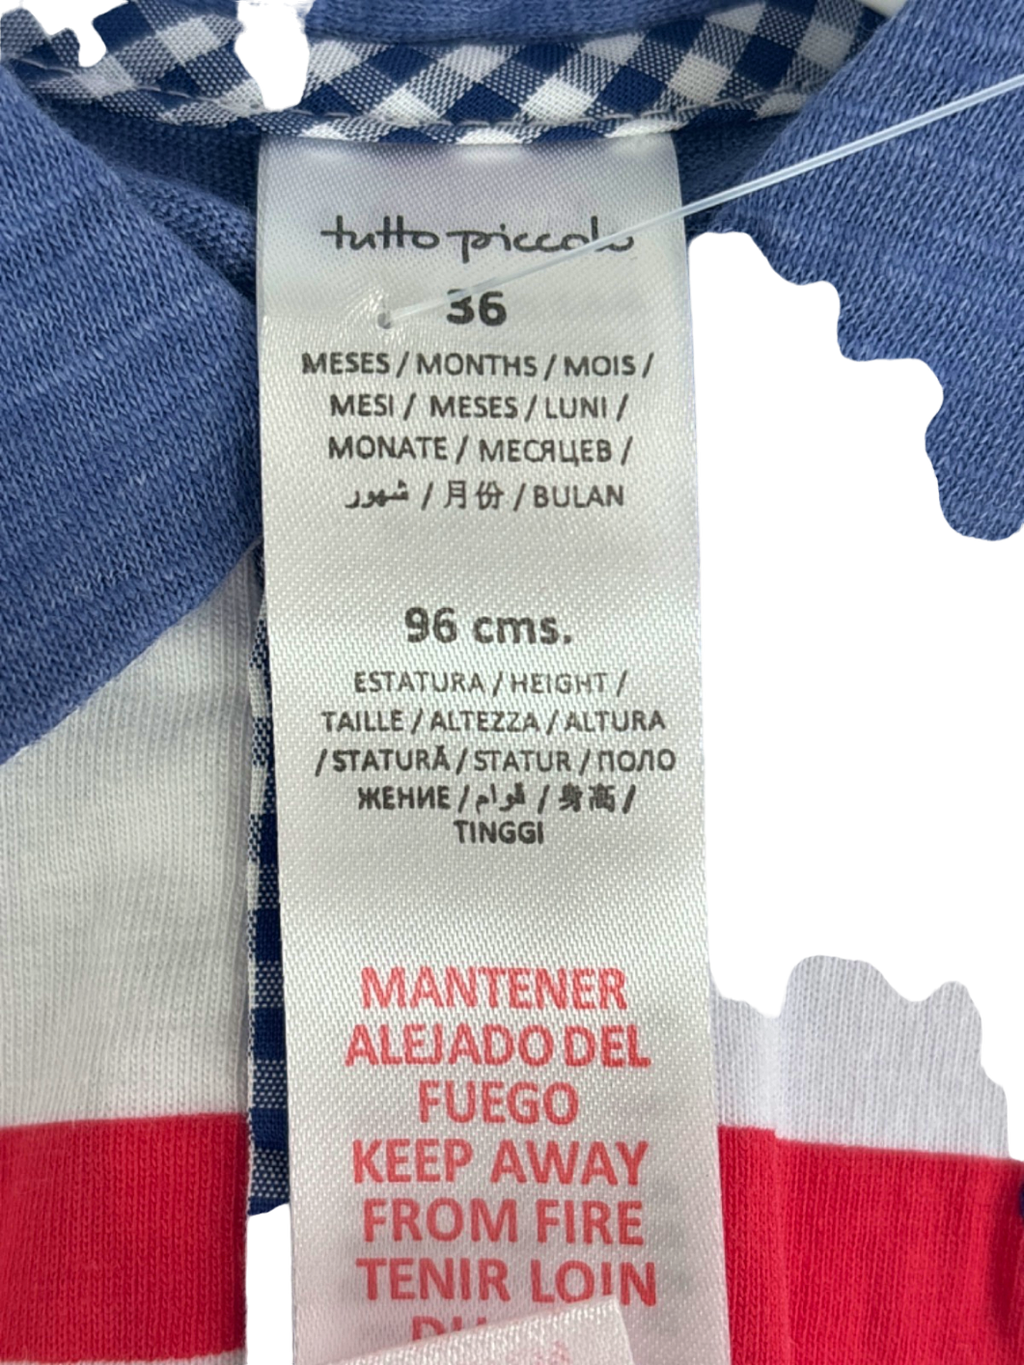 tutto piccolo
36
MESES / MONTHS / MOIS /
MESI / MESES / LUNI /
MONATE / МЕСЯЦЕВ /
شهور / 月份 / BULAN
96 cms.
ESTATURA / HEIGHT /
TAILLE / ALTEZZA / ALTURA
/ STATURĂ / STATUR / ПОЛО
ЖЕНИЕ / قوام / 身高 /
TINGGI
MANTENER
ALEJADO DEL
FUEGO
KEEP AWAY
FROM FIRE
TENIR LOIN